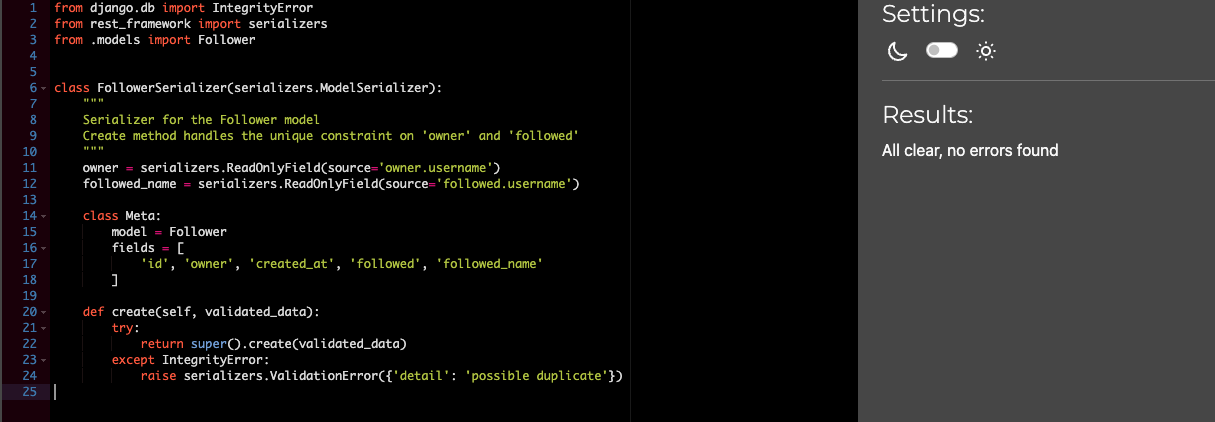 1 from django.db import IntegrityError
2 from rest_framework import serializers
3 from .models import Follower
4
5
6 class FollowerSerializer(serializers.ModelSerializer):
7     """
8     Serializer for the Follower model
9     Create method handles the unique constraint on 'owner' and 'followed'
10     """
11     owner = serializers.ReadOnlyField(source='owner.username')
12     followed_name = serializers.ReadOnlyField(source='followed.username')
13
14     class Meta:
15         model = Follower
16         fields = [
17             'id', 'owner', 'created_at', 'followed', 'followed_name'
18         ]
19
20     def create(self, validated_data):
21         try:
22             return super().create(validated_data)
23         except IntegrityError:
24             raise serializers.ValidationError({'detail': 'possible duplicate'})
25
Settings:
Results:
All clear, no errors found